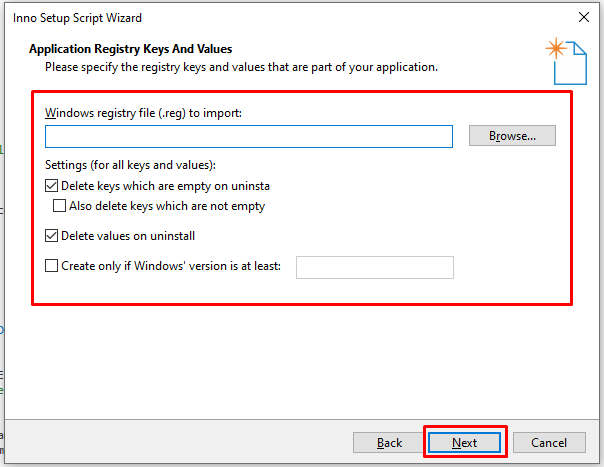 Inno Setup Script Wizard
Application Registry Keys And Values
Please specify the registry keys and values that are part of your application.
Windows registry file (.reg) to import:
Browse...
Settings (for all keys and values):
Delete keys which are empty on uninsta
Also delete keys which are not empty
Delete values on uninstall
Create only if Windows' version is at least:
Back
Next
Cancel